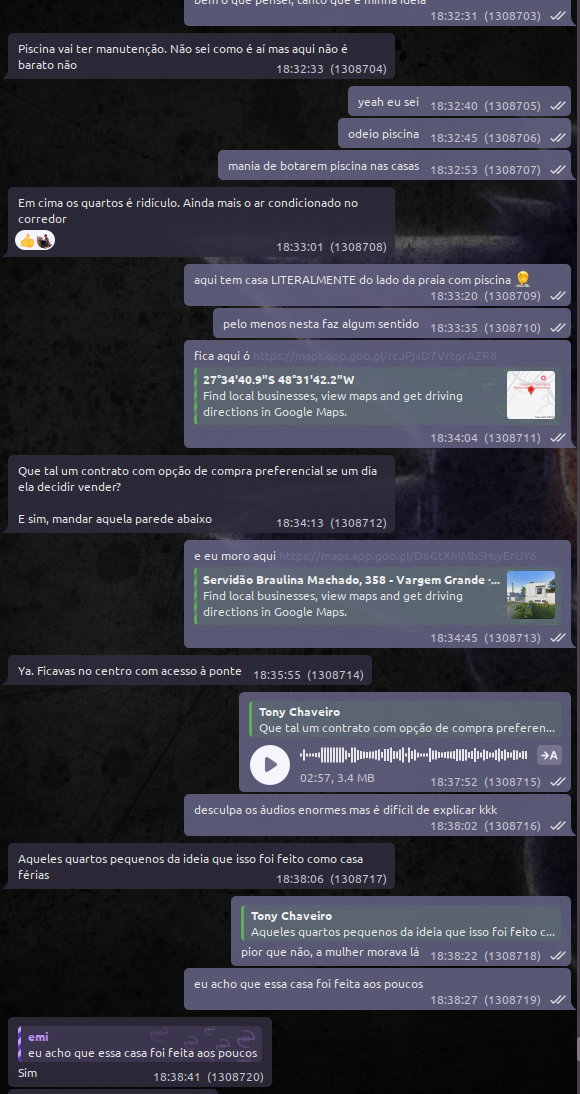 bem o que pensei, tanto que é minha ideia
18:32:31 (1308703)
Piscina vai ter manutenção. Não sei como é aí mas aqui não é
barato não
18:32:33 (1308704)
yeah eu sei 18:32:40 (1308705)
odeio piscina 18:32:45 (1308706)
mania de botarem piscina nas casas 18:32:53 (1308707)
Em cima os quartos é ridículo. Ainda mais o ar condicionado no
corredor
18:33:01 (1308708)
aqui tem casa LITERALMENTE do lado da praia com piscina 🤦
18:33:20 (1308709)
pelo menos nesta faz algum sentido 18:33:35 (1308710)
fica aqui ó https://maps.app.goo.gl/rcJPJxD7VrtgrAZR8
27°34'40.9"S 48°31'42.2"W
Find local businesses, view maps and get driving
directions in Google Maps.
18:34:04 (1308711)
Que tal um contrato com opção de compra preferencial se um dia
ela decidir vender?
E sim, mandar aquela parede abaixo 18:34:13 (1308712)
e eu moro aqui https://maps.app.goo.gl/D6GtXMMb5HsyErUY6
Servidão Braulina Machado, 358 - Vargem Grande ·...
Find local businesses, view maps and get driving
directions in Google Maps.
18:34:45 (1308713)
Ya. Ficavas no centro com acesso à ponte 18:35:55 (1308714)
Tony Chaveiro
Que tal um contrato com opção de compra preferen...
→A
02:57, 3.4 MB 18:37:52 (1308715)
desculpa os áudios enormes mas é difícil de explicar kkk
18:38:02 (1308716)
Aqueles quartos pequenos da ideia que isso foi feito como casa
férias
18:38:06 (1308717)
Tony Chaveiro
Aqueles quartos pequenos da ideia que isso foi feito c...
pior que não, a mulher morava lá 18:38:22 (1308718)
eu acho que essa casa foi feita aos poucos
18:38:27 (1308719)
emi
eu acho que essa casa foi feita aos poucos
Sim 18:38:41 (1308720)